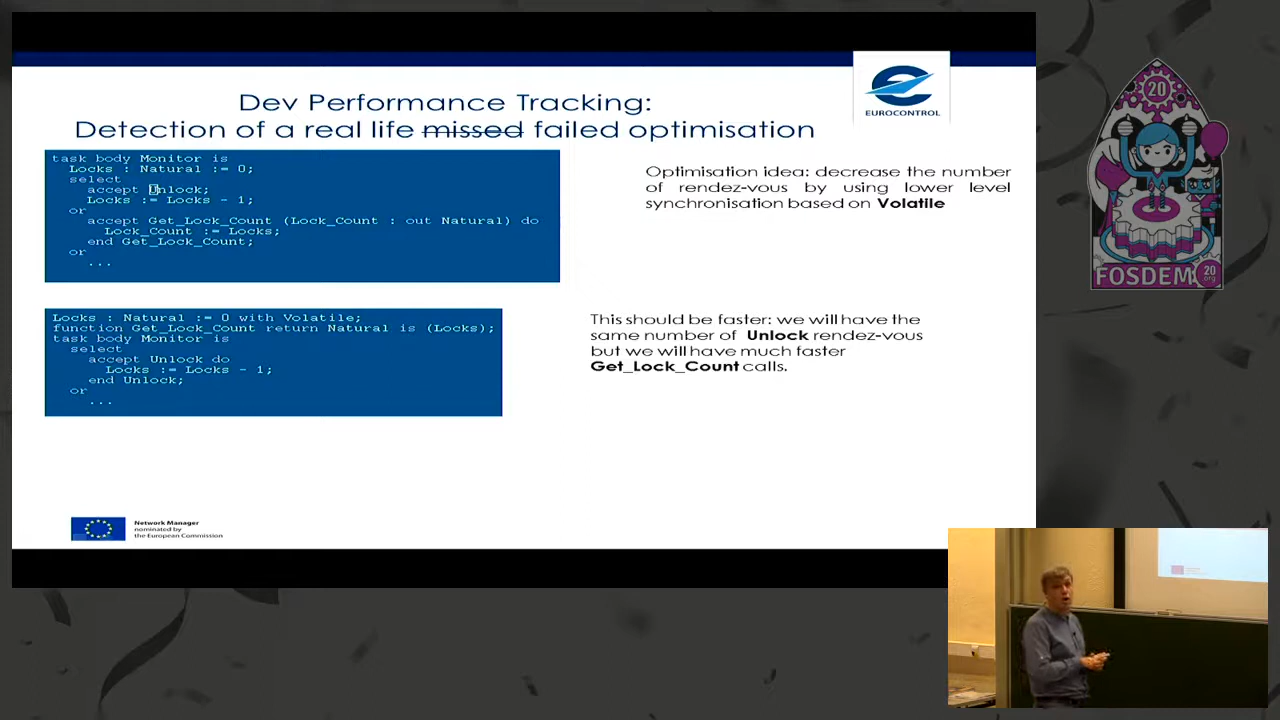 Dev Performance Tracking:
Detection of a real life missed failed optimisation
EUROCONTROL
task body Monitor is
Locks : Natural := 0;
select
accept Unlock;
Locks := Locks - 1;
or
accept Get_Lock_Count (Lock_Count : out Natural) do
Lock_Count := Locks;
end Get_Lock_Count;
or
...
Optimisation idea: decrease the number
of rendez-vous by using lower level
synchronisation based on Volatile
Locks : Natural := 0 with Volatile;
function Get_Lock_Count return Natural is (Locks);
task body Monitor is
select
accept Unlock do
Locks := Locks - 1;
end Unlock;
or
...
This should be faster: we will have the
same number of Unlock rendez-vous
but we will have much faster
Get_Lock_Count calls.
Network Manager
nominated by
the European Commission
20
FOSDEM 20
.org